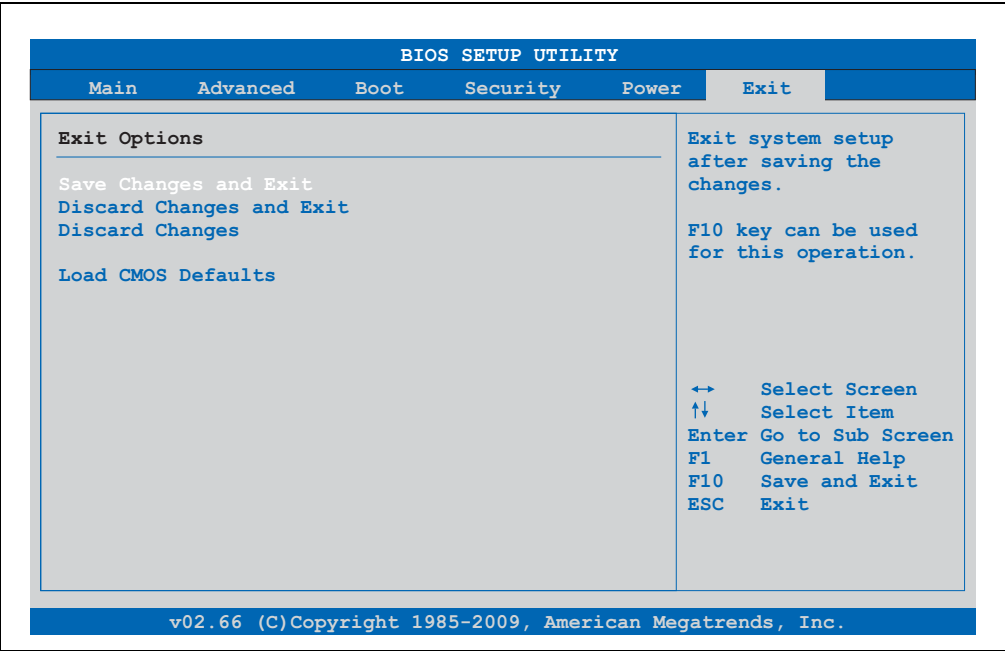 BIOS SETUP UTILITY
Main Advanced Boot Security Power Exit
Exit Options
Save Changes and Exit
Discard Changes and Exit
Discard Changes
Load CMOS Defaults
Exit system setup
after saving the
changes.
F10 key can be used
for this operation.
↔ Select Screen
↑↓ Select Item
Enter Go to Sub Screen
F1 General Help
F10 Save and Exit
ESC Exit
v02.66 (C)Copyright 1985-2009, American Megatrends, Inc.